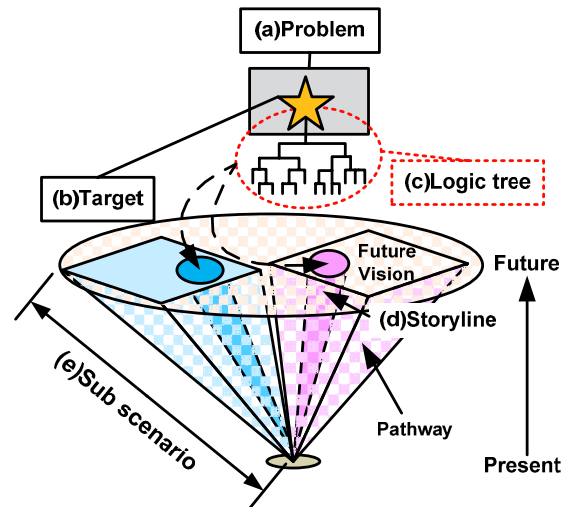 (a)Problem
(b)Target
(c)Logic tree
Future
Vision
Future
(d)Storyline
(e)Sub scenario
Pathway
Present